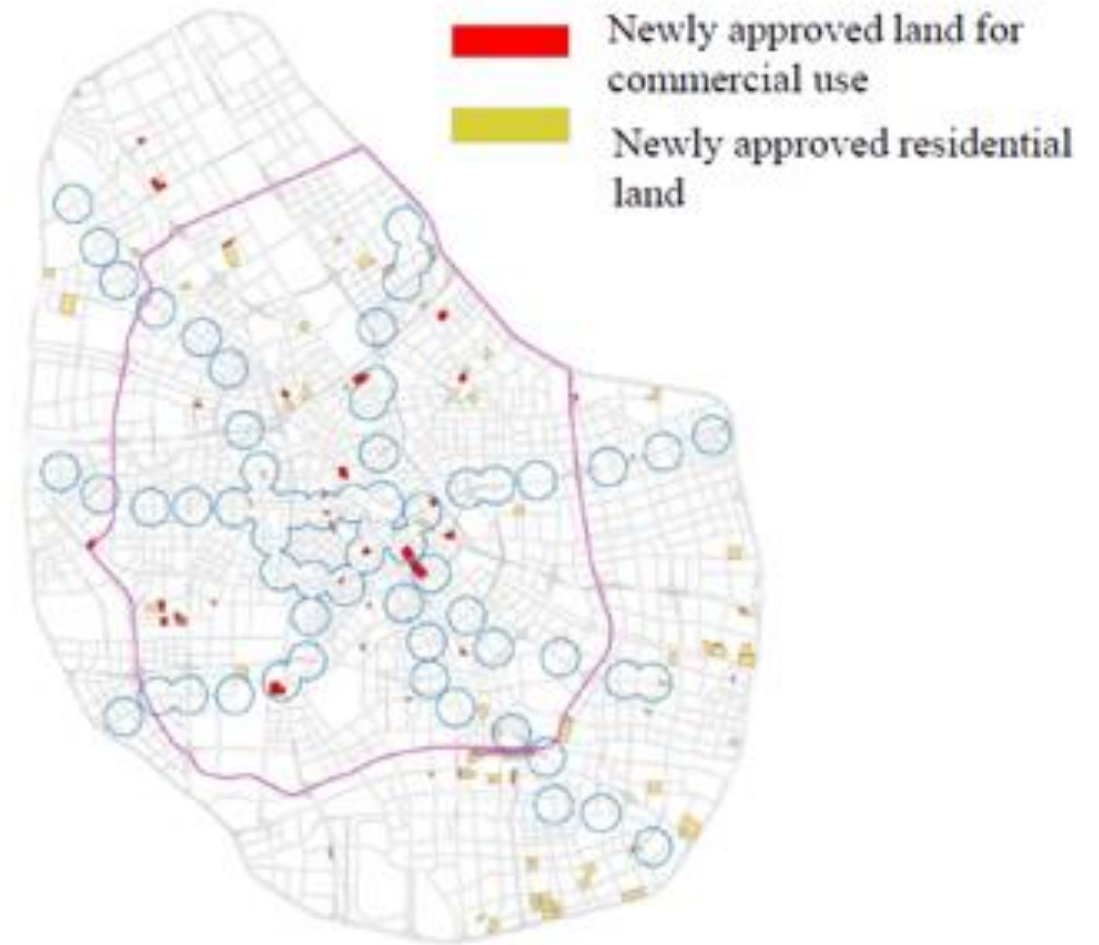 Newly approved land for
commercial use
Newly approved residential
land